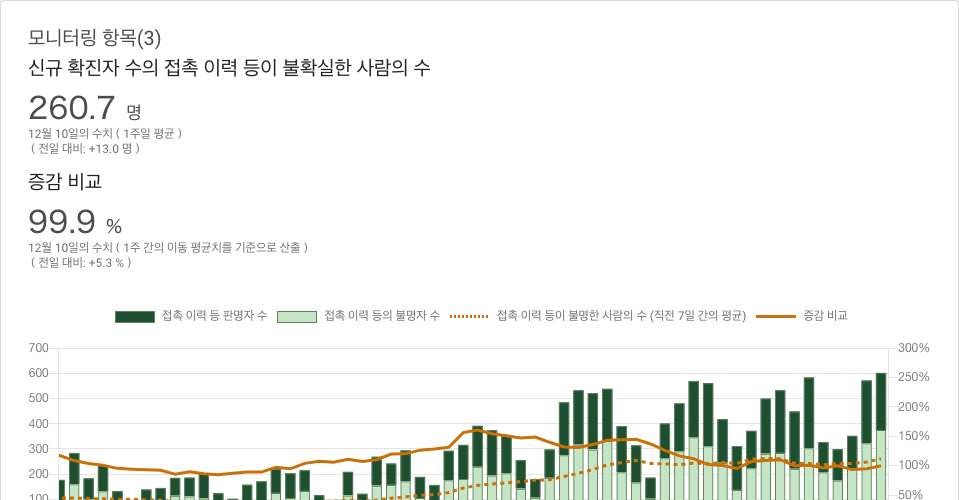 모니터링 항목(3)
신규 확진자 수의 접촉 이력 등이 불확실한 사람의 수
260.7 명
12월 10일의 수치 ( 1주일 평균 )
( 전일 대비: +13.0 명 )
증감 비교
99.9 %
12월 10일의 수치 ( 1주 간의 이동 평균치를 기준으로 산출 )
( 전일 대비: +5.3 % )
접촉 이력 등 판명자 수 접촉 이력 등의 불명자 수 접촉 이력 등이 불명한 사람의 수 (직전 7일 간의 평균) 증감 비교
700 300%
600 250%
500 200%
400 150%
300 100%
200 50%
100